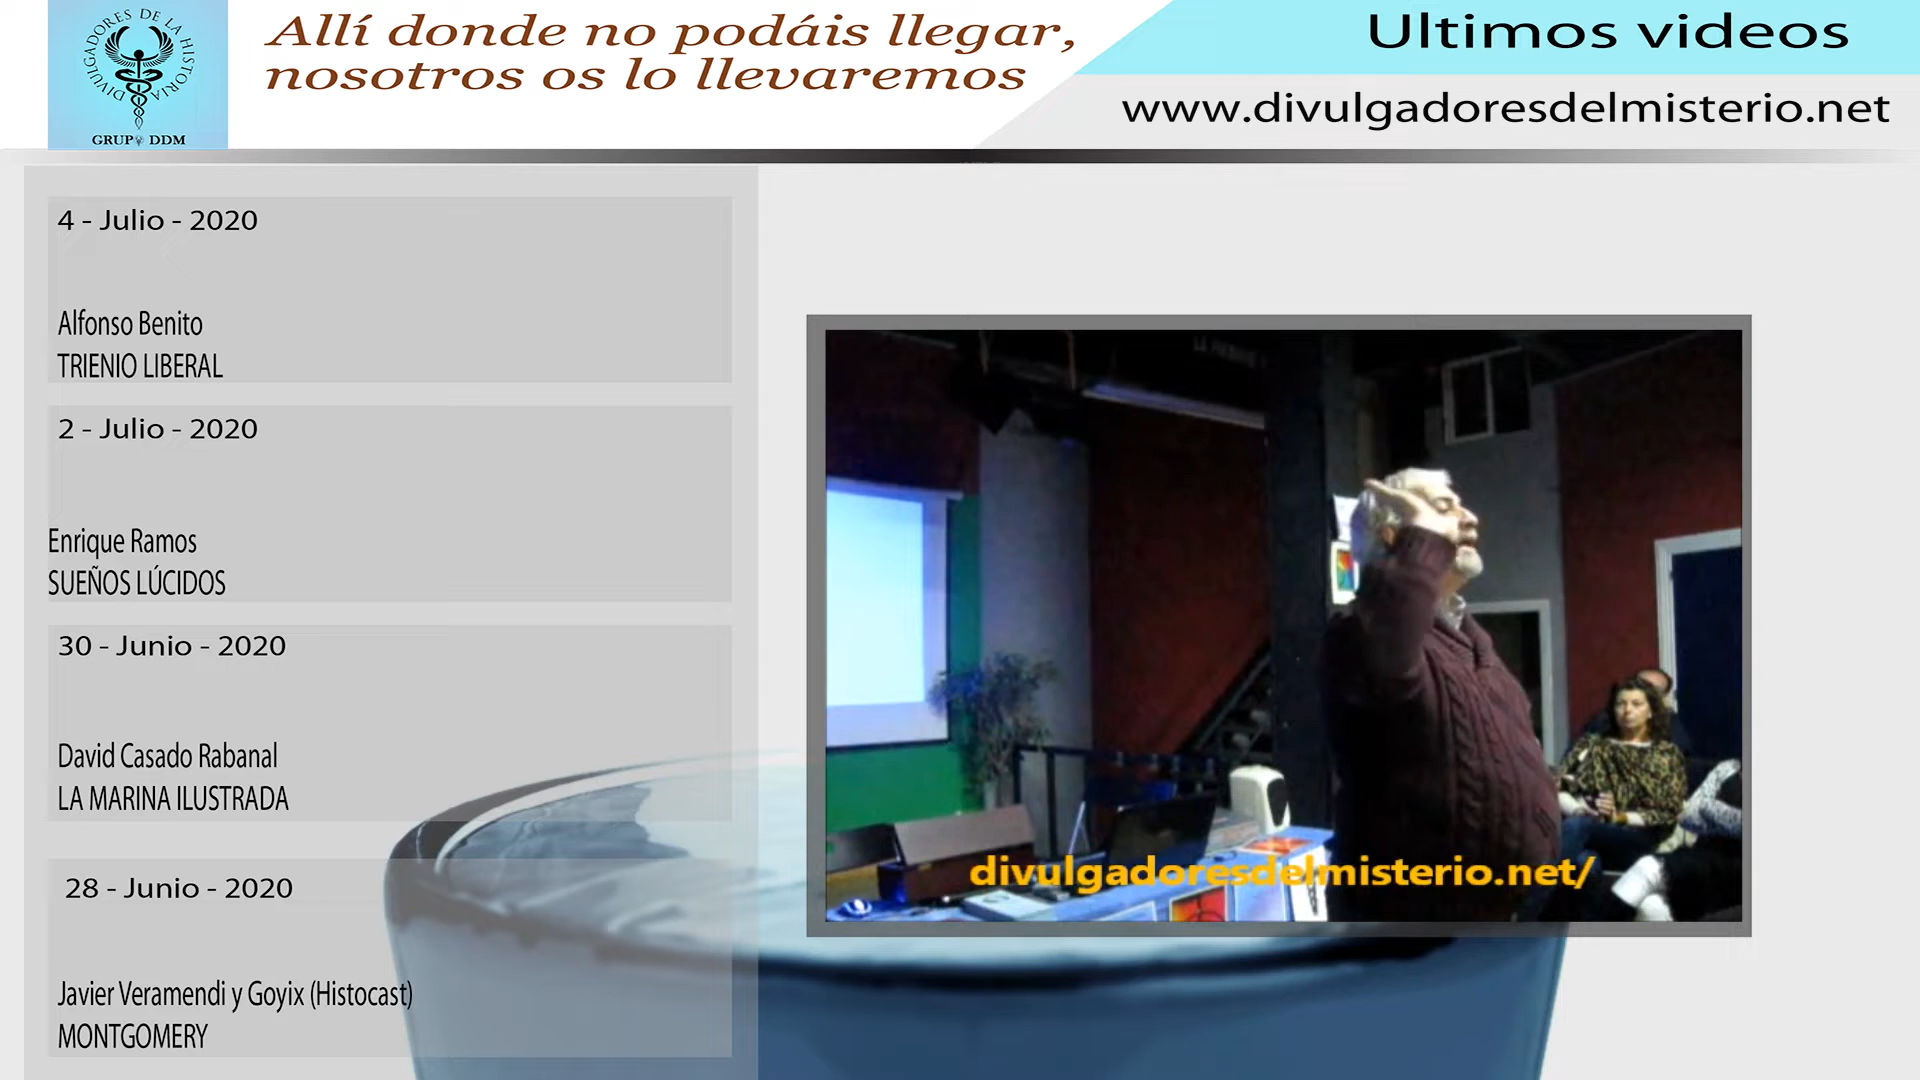 DIVULGADORES DE LA HISTORIA
GRUPO DDM
Allí donde no podáis llegar,
nosotros os lo llevaremos
Ultimos videos
www.divulgadoresdelmisterio.net
4 - Julio - 2020
Alfonso Benito
TRIENIO LIBERAL
2 - Julio - 2020
Enrique Ramos
SUEÑOS LÚCIDOS
30 - Junio - 2020
David Casado Rabanal
LA MARINA ILUSTRADA
28 - Junio - 2020
Javier Veramendi y Goyix (Histocast)
MONTGOMERY
divulgadoresdelmisterio.net/